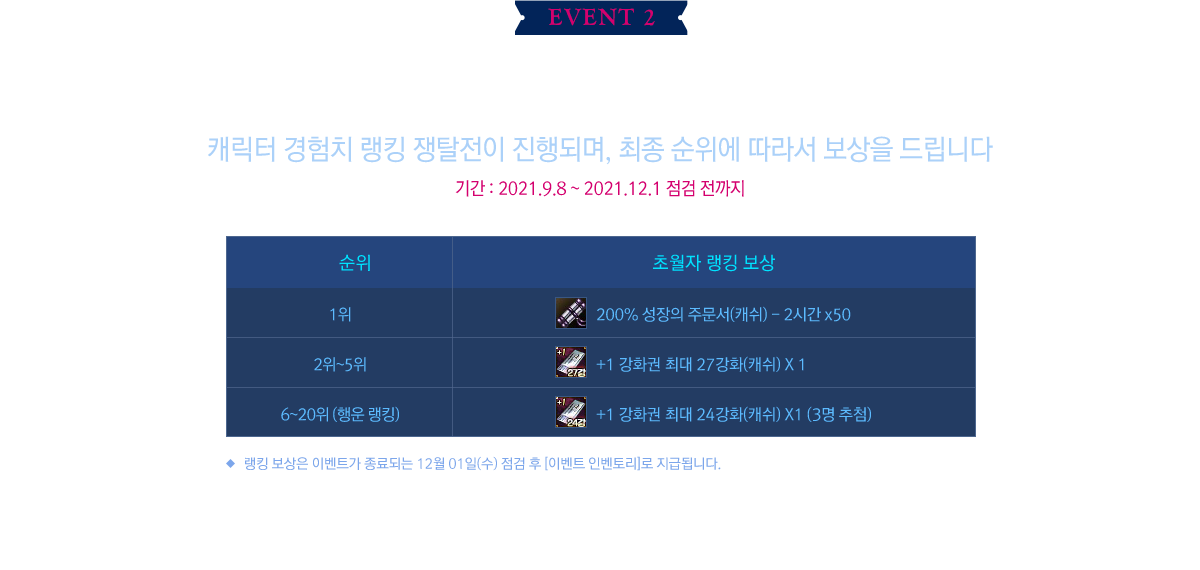 EVENT 2
캐릭터 경험치 랭킹 쟁탈전이 진행되며, 최종 순위에 따라서 보상을 드립니다
기간 : 2021.9.8 ~ 2021.12.1 점검 전까지
순위 초월자 랭킹 보상
1위 200% 성장의 주문서(캐쉬) - 2시간 x50
2위~5위 +1 27강 +1 강화권 최대 27강화(캐쉬) X 1
6~20위 (행운 랭킹) +1 24강 +1 강화권 최대 24강화(캐쉬) X1 (3명 추첨)
◆ 랭킹 보상은 이벤트가 종료되는 12월 01일(수) 점검 후 [이벤트 인벤토리]로 지급됩니다.